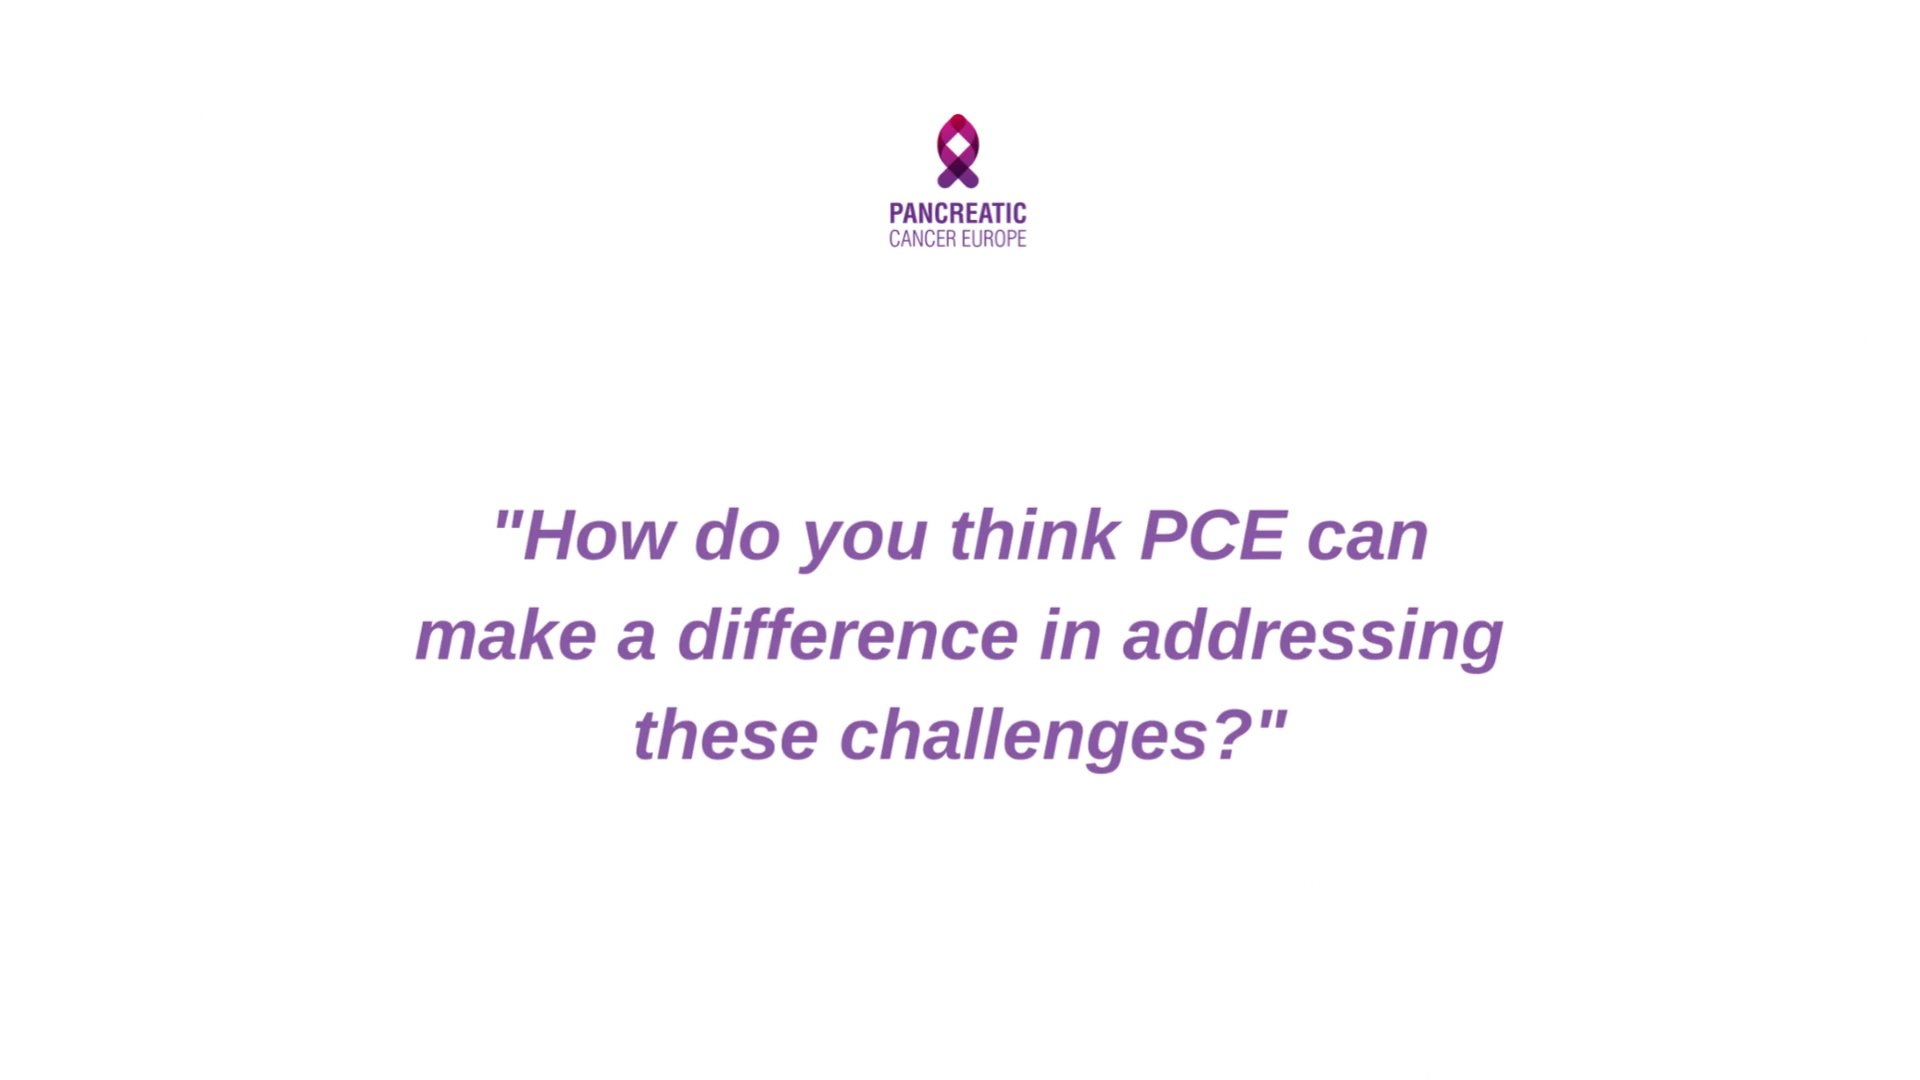 PANCREATIC
CANCER EUROPE
"How do you think PCE can
make a difference in addressing
these challenges?"